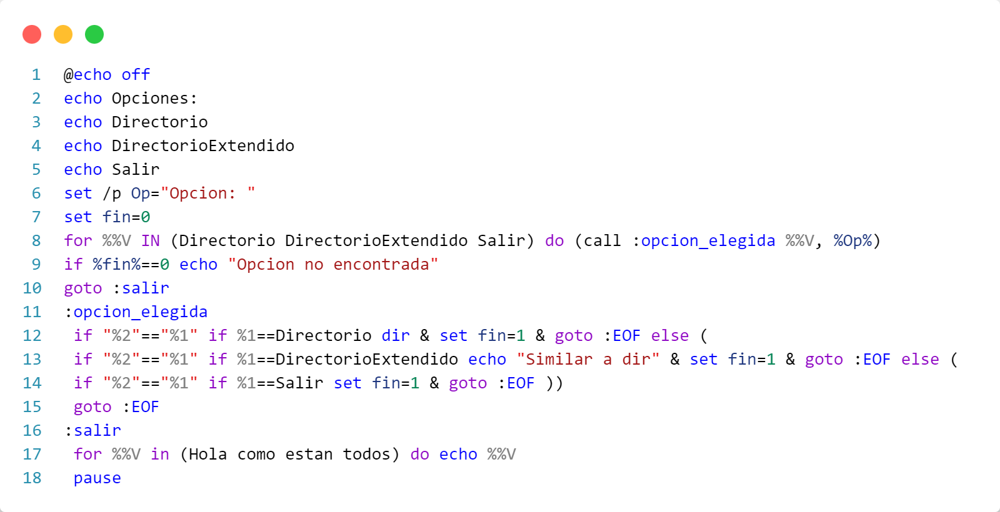 1 @echo off
2 echo Opciones:
3 echo Directorio
4 echo DirectorioExtendido
5 echo Salir
6 set /p Op="Opcion: "
7 set fin=0
8 for %%V IN (Directorio DirectorioExtendido Salir) do (call :opcion_elegida %%V, %Op%)
9 if %fin%==0 echo "Opcion no encontrada"
10 goto :salir
11 :opcion_elegida
12  if "%2"=="%1" if %1==Directorio dir & set fin=1 & goto :EOF else (
13  if "%2"=="%1" if %1==DirectorioExtendido echo "Similar a dir" & set fin=1 & goto :EOF else (
14  if "%2"=="%1" if %1==Salir set fin=1 & goto :EOF ))
15  goto :EOF
16 :salir
17  for %%V in (Hola como estan todos) do echo %%V
18  pause